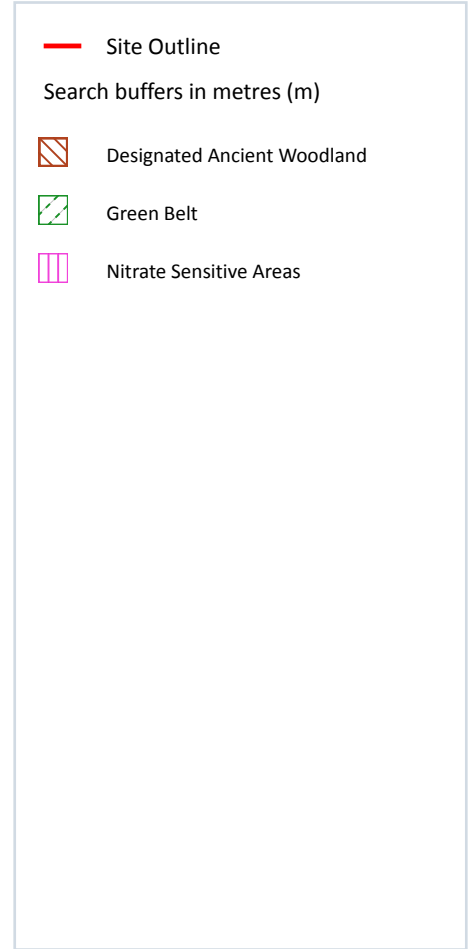 Site Outline
Search buffers in metres (m)
Designated Ancient Woodland
Green Belt
Nitrate Sensitive Areas